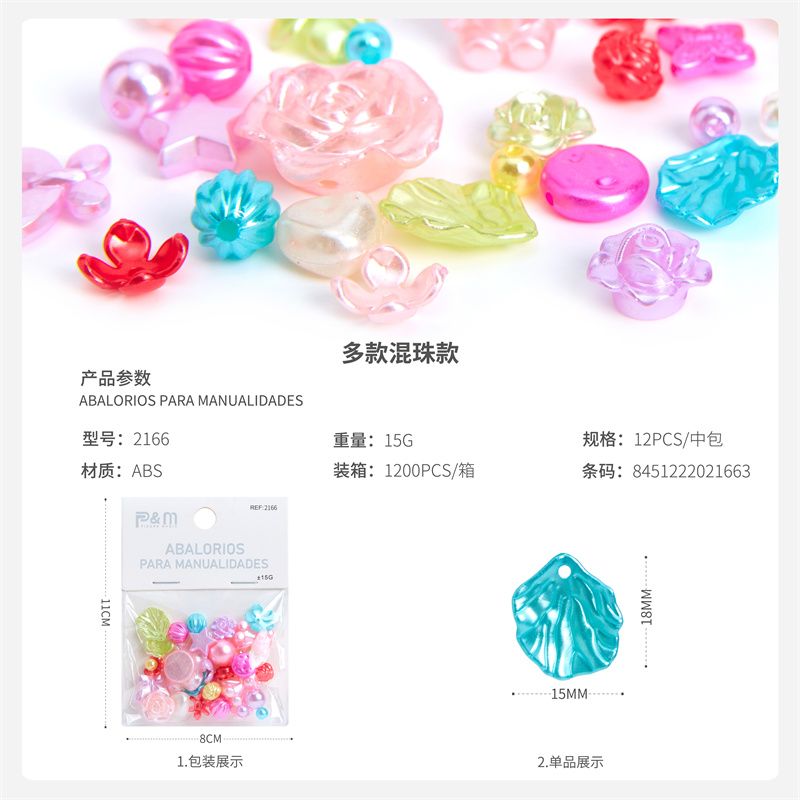 多款混珠款
产品参数
ABALORIOS PARA MANUALIDADES
型号：2166
重量：15G
规格：12PCS/中包
材质：ABS
装箱：1200PCS/箱
条码：8451222021663
P&M
REF:2166
ABALORIOS
PARA MANUALIDADES
±15G
11CM
8CM
18MM
15MM
1.包装展示
2.单品展示